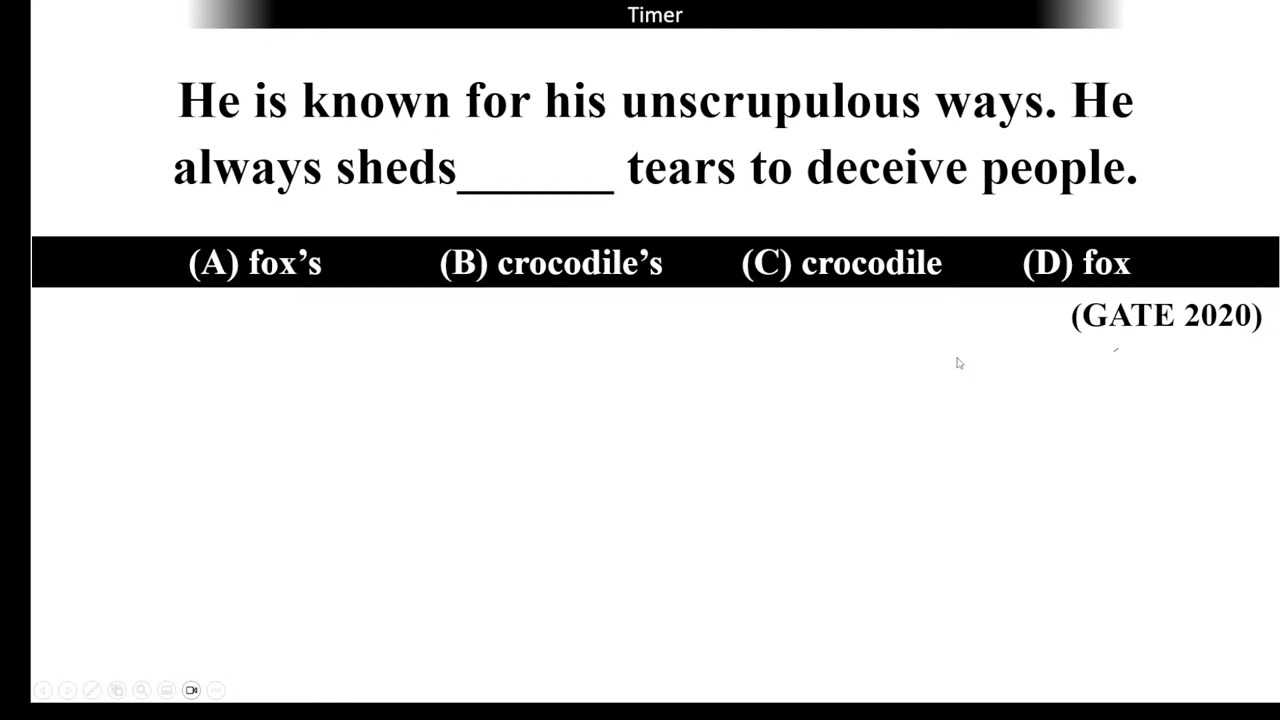 Timer
He is known for his unscrupulous ways. He
always sheds______ tears to deceive people.
(A) fox’s (B) crocodile’s (C) crocodile (D) fox
(GATE 2020)